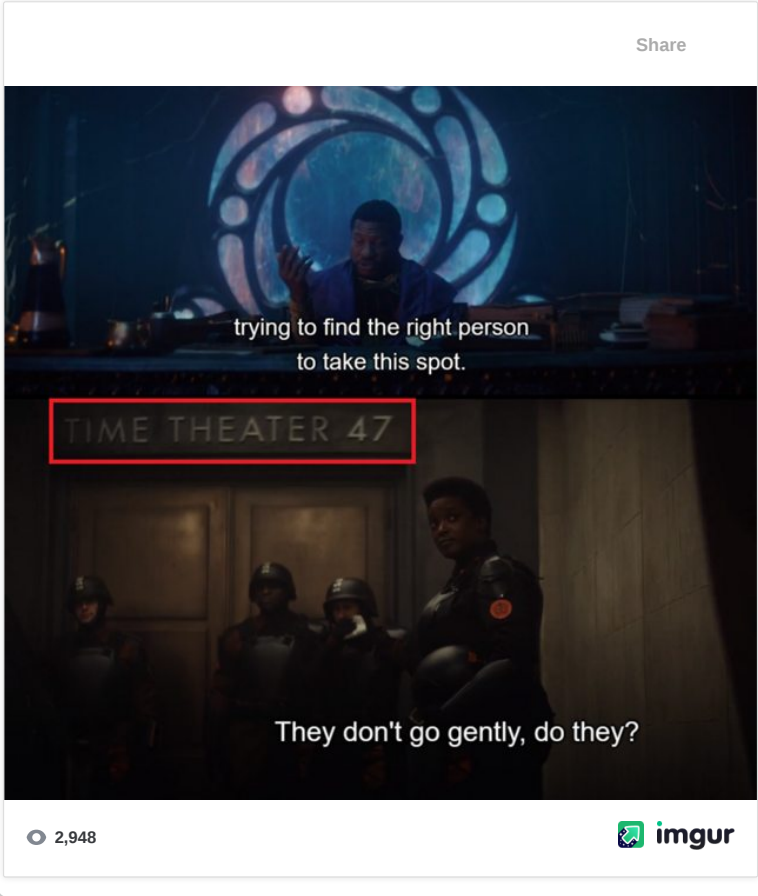 Share
trying to find the right person
to take this spot.
TIME THEATER 47
They don't go gently, do they?
2,948
imgur